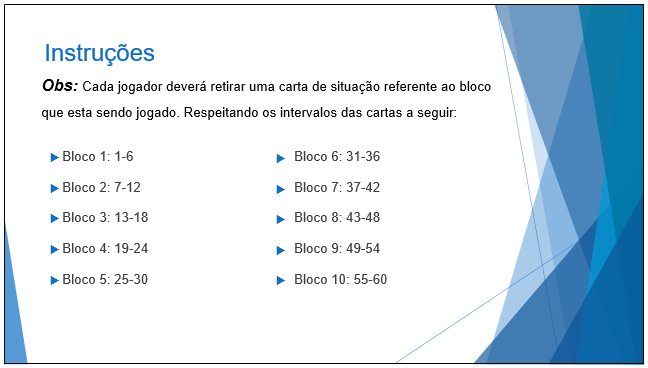 Instruções
Obs: Cada jogador deverá retirar uma carta de situação referente ao bloco
que esta sendo jogado. Respeitando os intervalos das cartas a seguir:
Bloco 1: 1-6
Bloco 2: 7-12
Bloco 3: 13-18
Bloco 4: 19-24
Bloco 5: 25-30
Bloco 6: 31-36
Bloco 7: 37-42
Bloco 8: 43-48
Bloco 9: 49-54
Bloco 10: 55-60